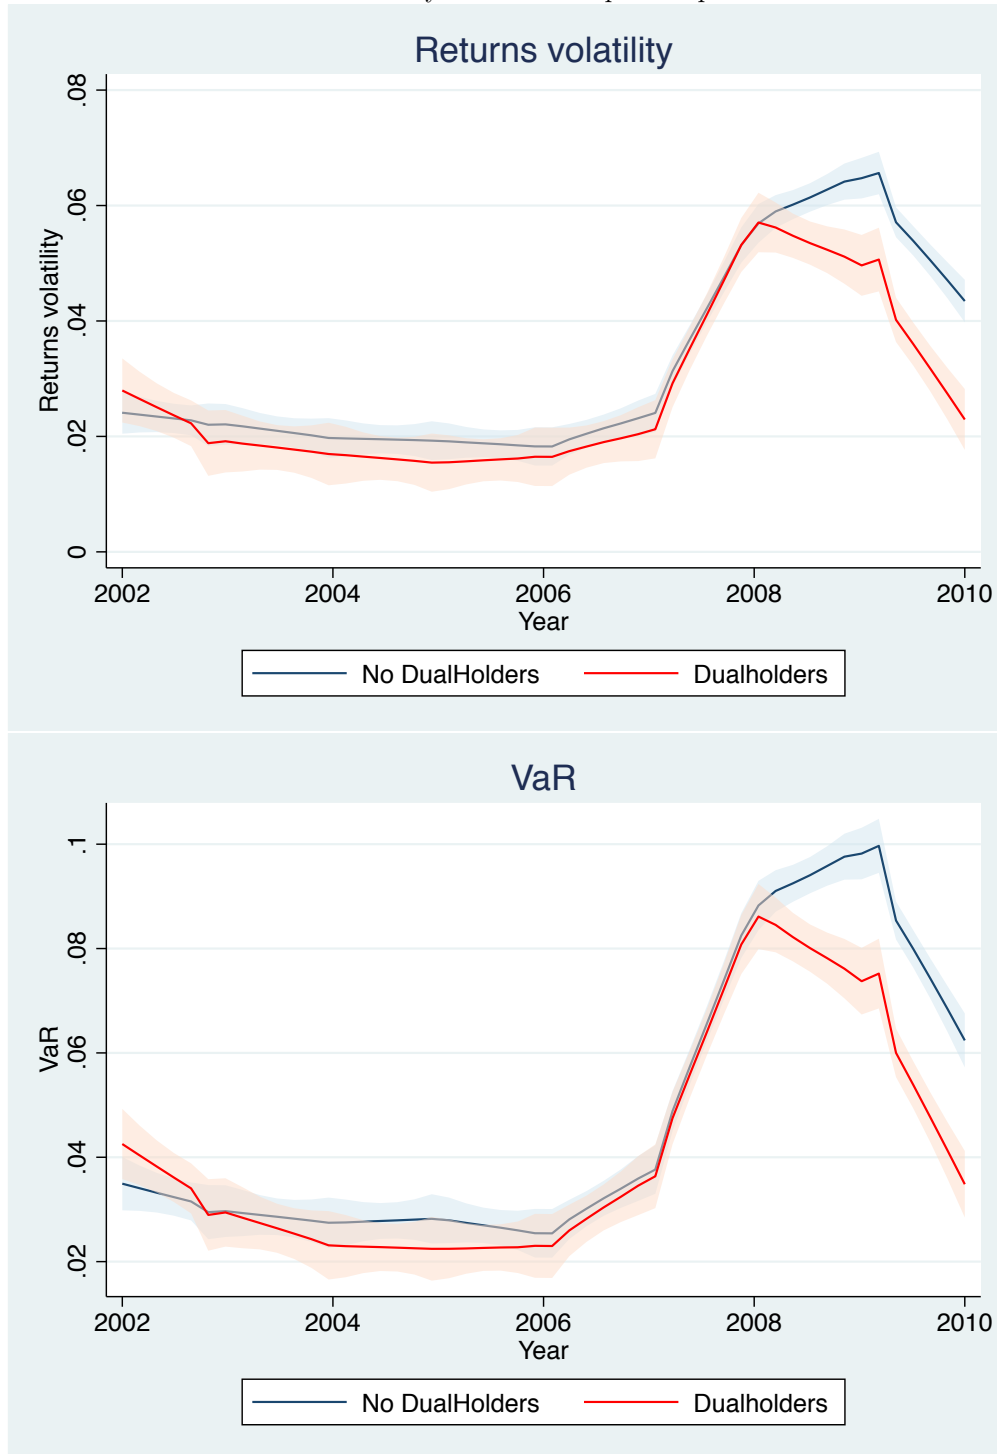 Returns volatility
.08
.06
.04
.02
0
Returns volatility
2002 2004 2006 2008 2010
Year
No DualHolders Dualholders
VaR
.1
.08
.06
.04
.02
VaR
2002 2004 2006 2008 2010
Year
No DualHolders Dualholders